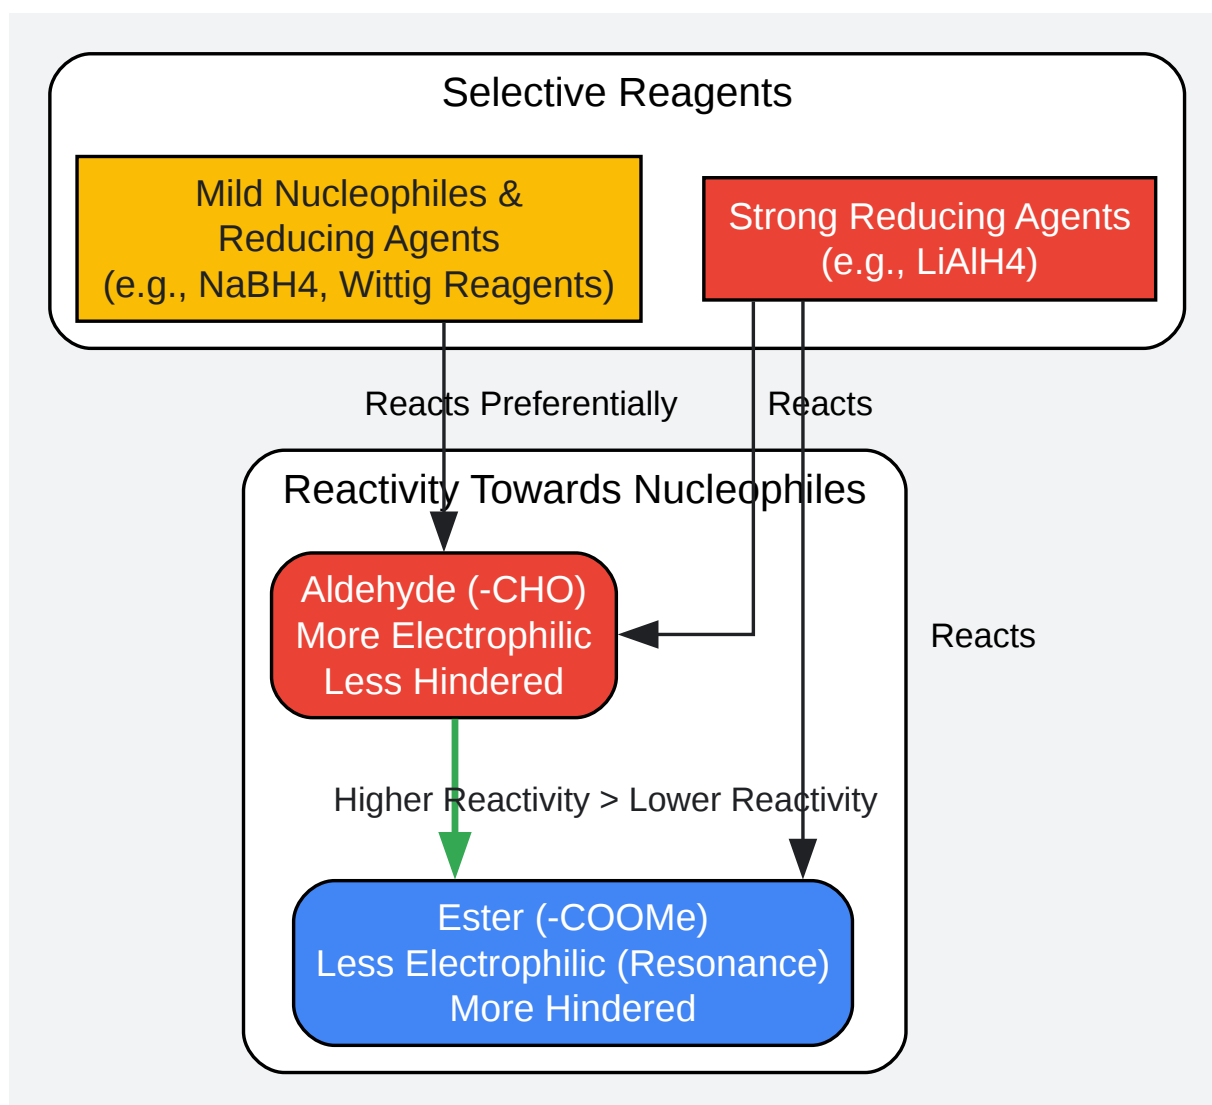 Selective Reagents
Mild Nucleophiles &
Reducing Agents
(e.g., NaBH4, Wittig Reagents)
Strong Reducing Agents
(e.g., LiAlH4)
Reacts Preferentially
Reacts
Reactivity Towards Nucleophiles
Aldehyde (-CHO)
More Electrophilic
Less Hindered
Reacts
Higher Reactivity > Lower Reactivity
Ester (-COOMe)
Less Electrophilic (Resonance)
More Hindered